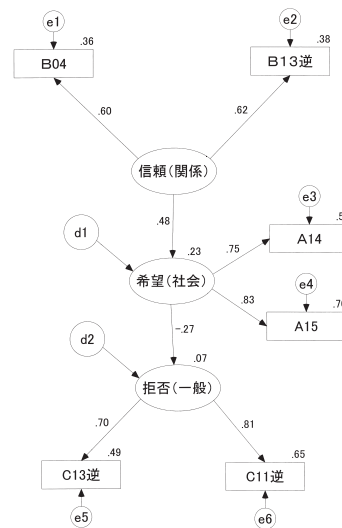 e1
e2
.36
.38
B04
B13逆
.60
.62
信頼(関係)
.48
e3
d1
.23
.75
A14
希望(社会)
.83
e4
A15
-.27
d2
.07
拒否(一般)
.70
.81
.49
.65
C13逆
C11逆
e5
e6